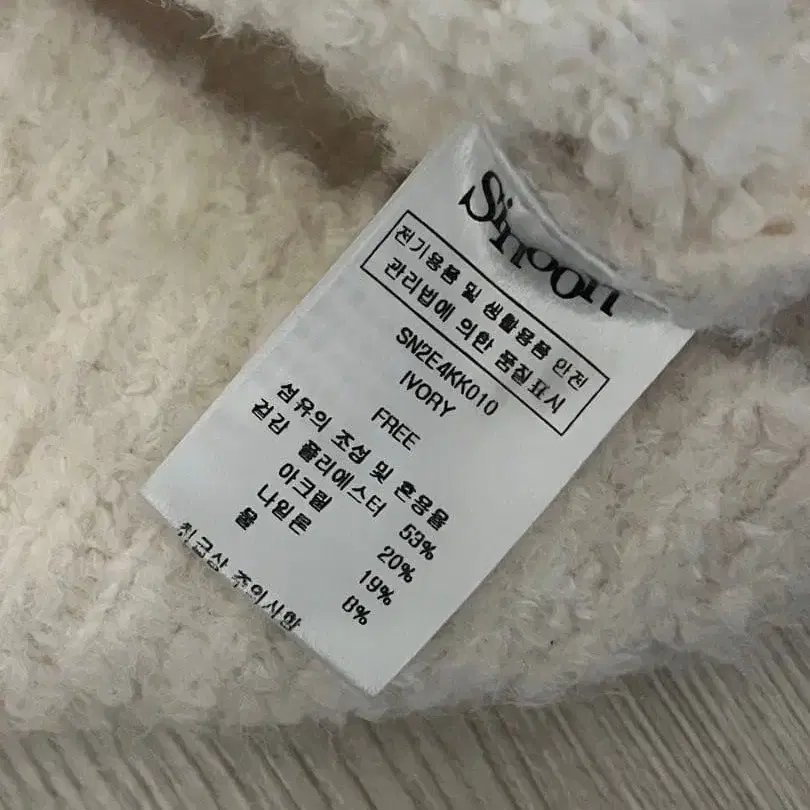 Sinoon
전기용품 및 생활용품 안전
관리법에 의한 품질표시
SN2E4KK010
IVORY
FREE
섬유의 조성 및 혼용율
겉감 폴리에스터 53%
아크릴 20%
나일론 19%
울 8%
취급상 주의사항